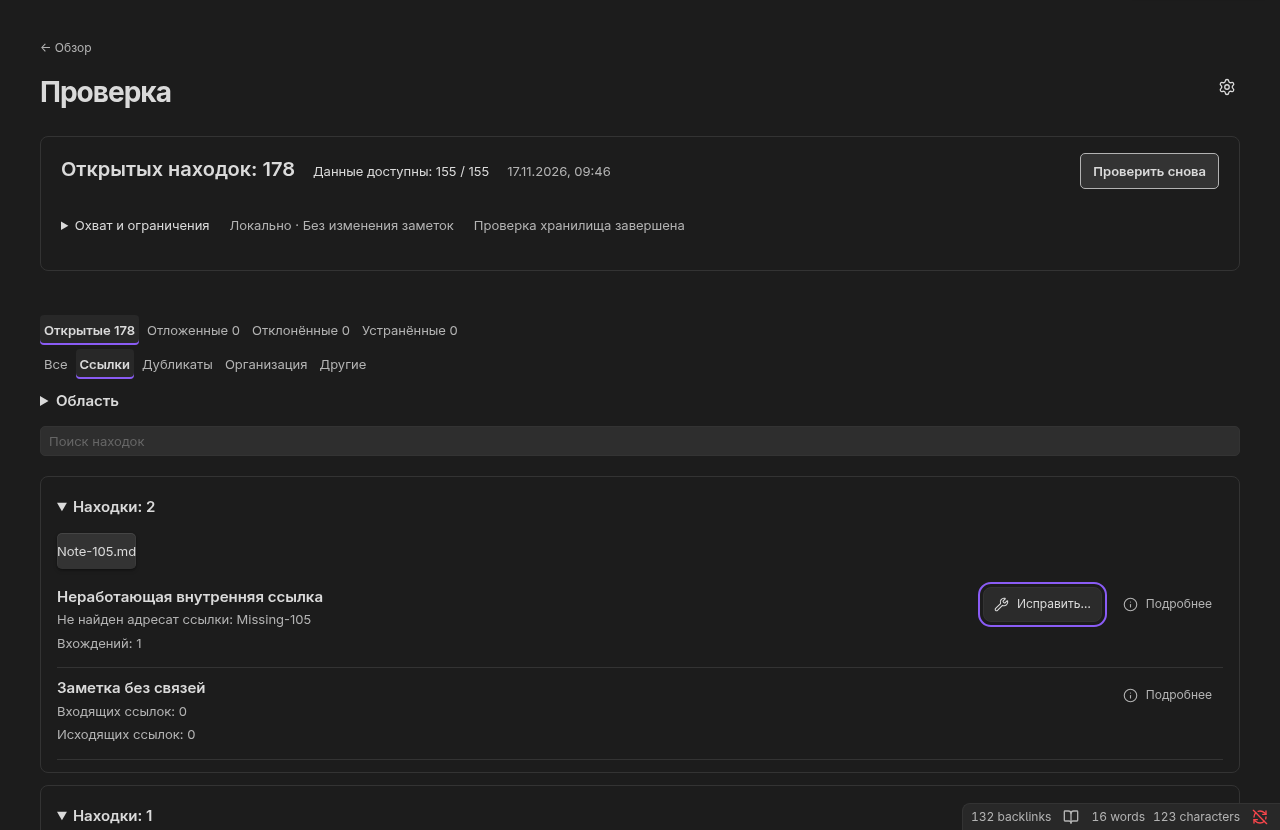 ← Обзор
Проверка
Открытых находок: 178 Данные доступны: 155 / 155 17.11.2026, 09:46 Проверить снова
Охват и ограничения Локально · Без изменения заметок Проверка хранилища завершена
Открытые 178 Отложенные 0 Отклонённые 0 Устранённые 0
Все Ссылки Дубликаты Организация Другие
Область
Поиск находок
Находки: 2
Note-105.md
Неработающая внутренняя ссылка
Не найден адресат ссылки: Missing-105
Вхождений: 1
Исправить... Подробнее
Заметка без связей
Входящих ссылок: 0
Исходящих ссылок: 0
Подробнее
Находки: 1
132 backlinks 16 words 123 characters